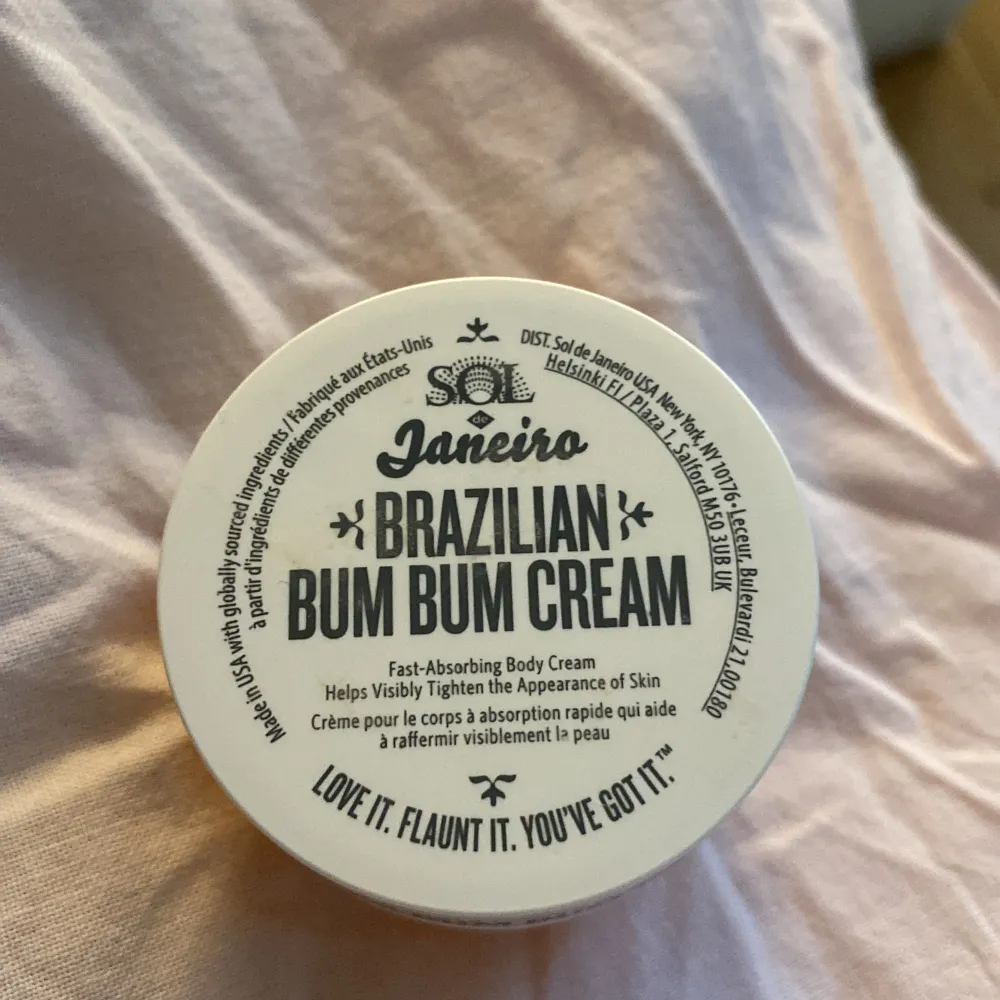 SOL
de
Janeiro
BRAZILIAN
BUM BUM CREAM
Fast-Absorbing Body Cream
Helps Visibly Tighten the Appearance of Skin
Crème pour le corps à absorption rapide qui aide
à raffermir visiblement la peau
LOVE IT. FLAUNT IT. YOU'VE GOT IT.™
Made in USA with globally sourced ingredients / Fabriqué aux États-Unis
à partir d'ingrédients de différentes provenances
DIST. Sol de Janeiro USA New York, NY 10176 • Leceur, Bulevardi 21, 00180
Helsinki FI / Plaza 1, Salford M50 3UB UK